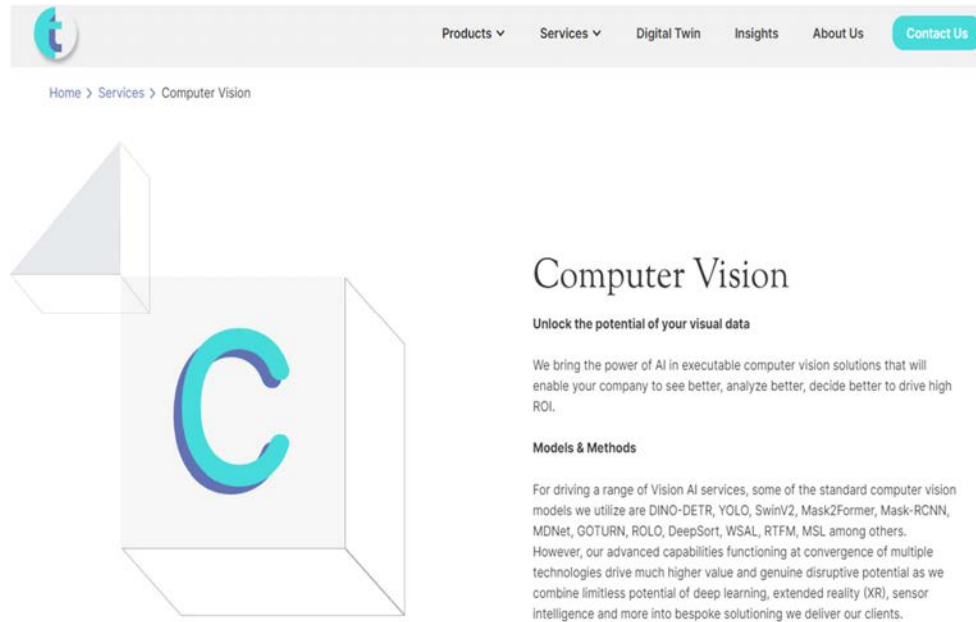 t
Products Services Digital Twin Insights About Us Contact Us
Home > Services > Computer Vision
C
Computer Vision
Unlock the potential of your visual data
We bring the power of AI in executable computer vision solutions that will
enable your company to see better, analyze better, decide better to drive high
ROI.
Models & Methods
For driving a range of Vision AI services, some of the standard computer vision
models we utilize are DINO-DETR, YOLO, SwinV2, Mask2Former, Mask-RCNN,
MDNet, GOTURN, ROLO, DeepSort, WSAL, RTFM, MSL among others.
However, our advanced capabilities functioning at convergence of multiple
technologies drive much higher value and genuine disruptive potential as we
combine limitless potential of deep learning, extended reality (XR), sensor
intelligence and more into bespoke solutioning we deliver our clients.